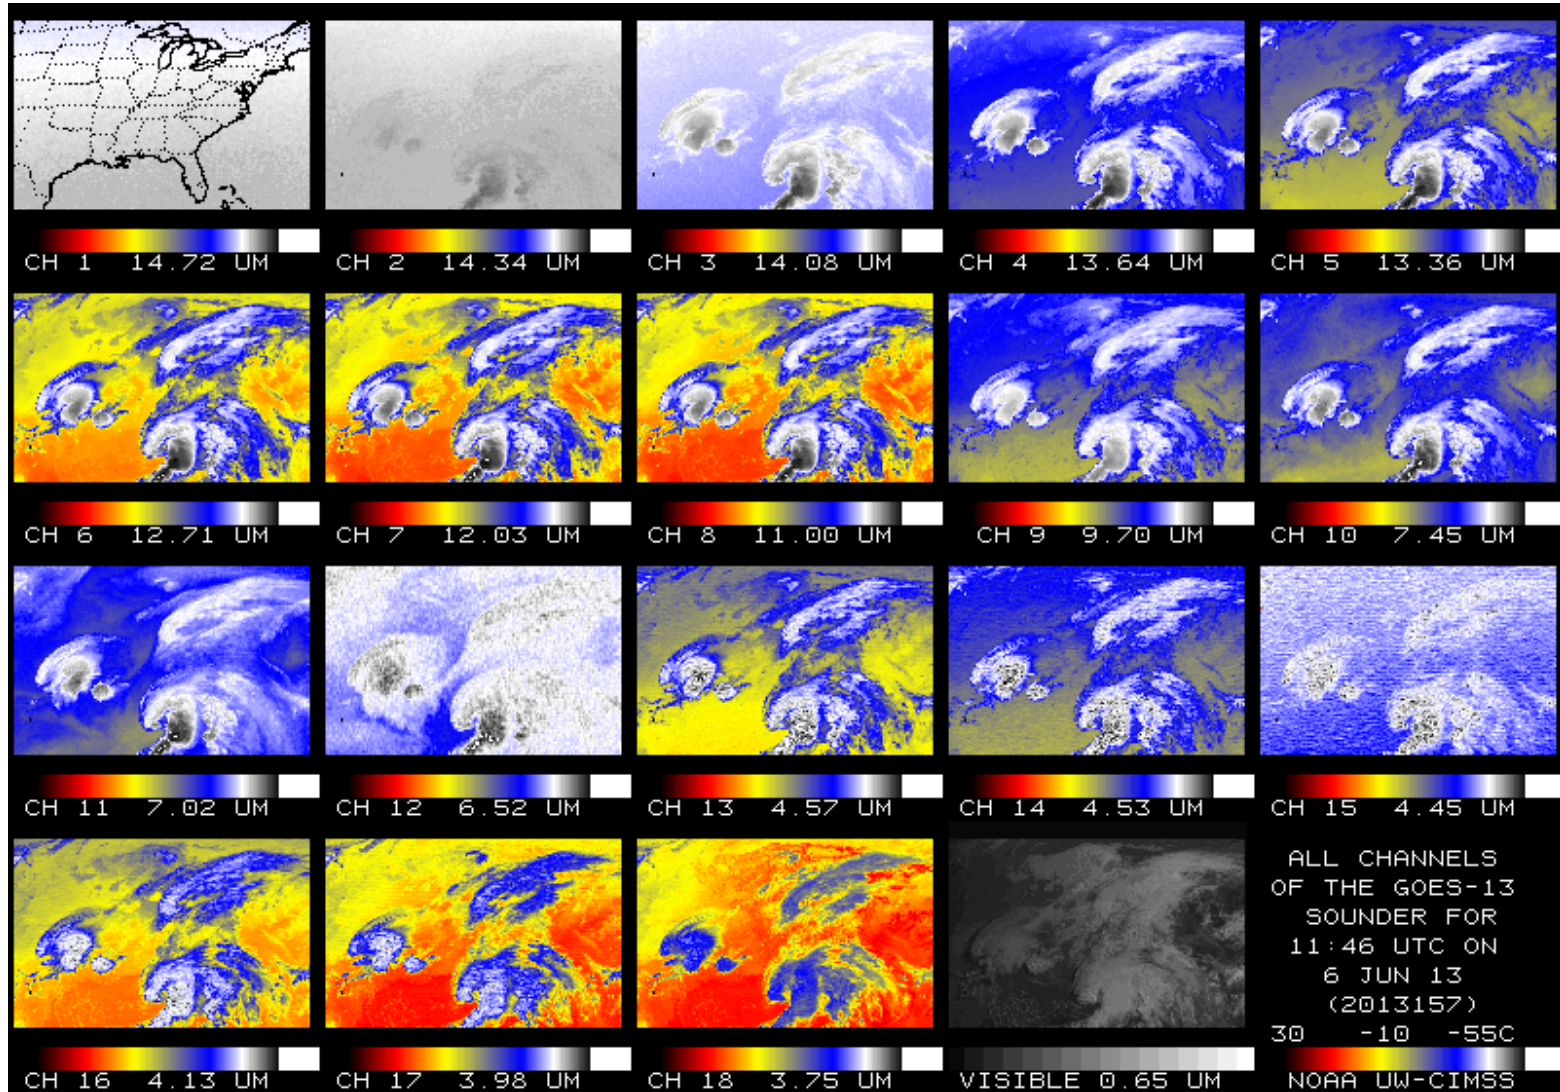 CH 1 14.72 UM
CH 2 14.34 UM
CH 3 14.08 UM
CH 4 13.64 UM
CH 5 13.36 UM
CH 6 12.71 UM
CH 7 12.03 UM
CH 8 11.00 UM
CH 9 9.70 UM
CH 10 7.45 UM
CH 11 7.02 UM
CH 12 6.52 UM
CH 13 4.57 UM
CH 14 4.53 UM
CH 15 4.45 UM
CH 16 4.13 UM
CH 17 3.98 UM
CH 18 3.75 UM
VISIBLE 0.65 UM
ALL CHANNELS
OF THE GOES-13
SOUNDER FOR
11:46 UTC ON
6 JUN 13
(2013157)
30 -10 -55C
NOAA UW-CIMSS